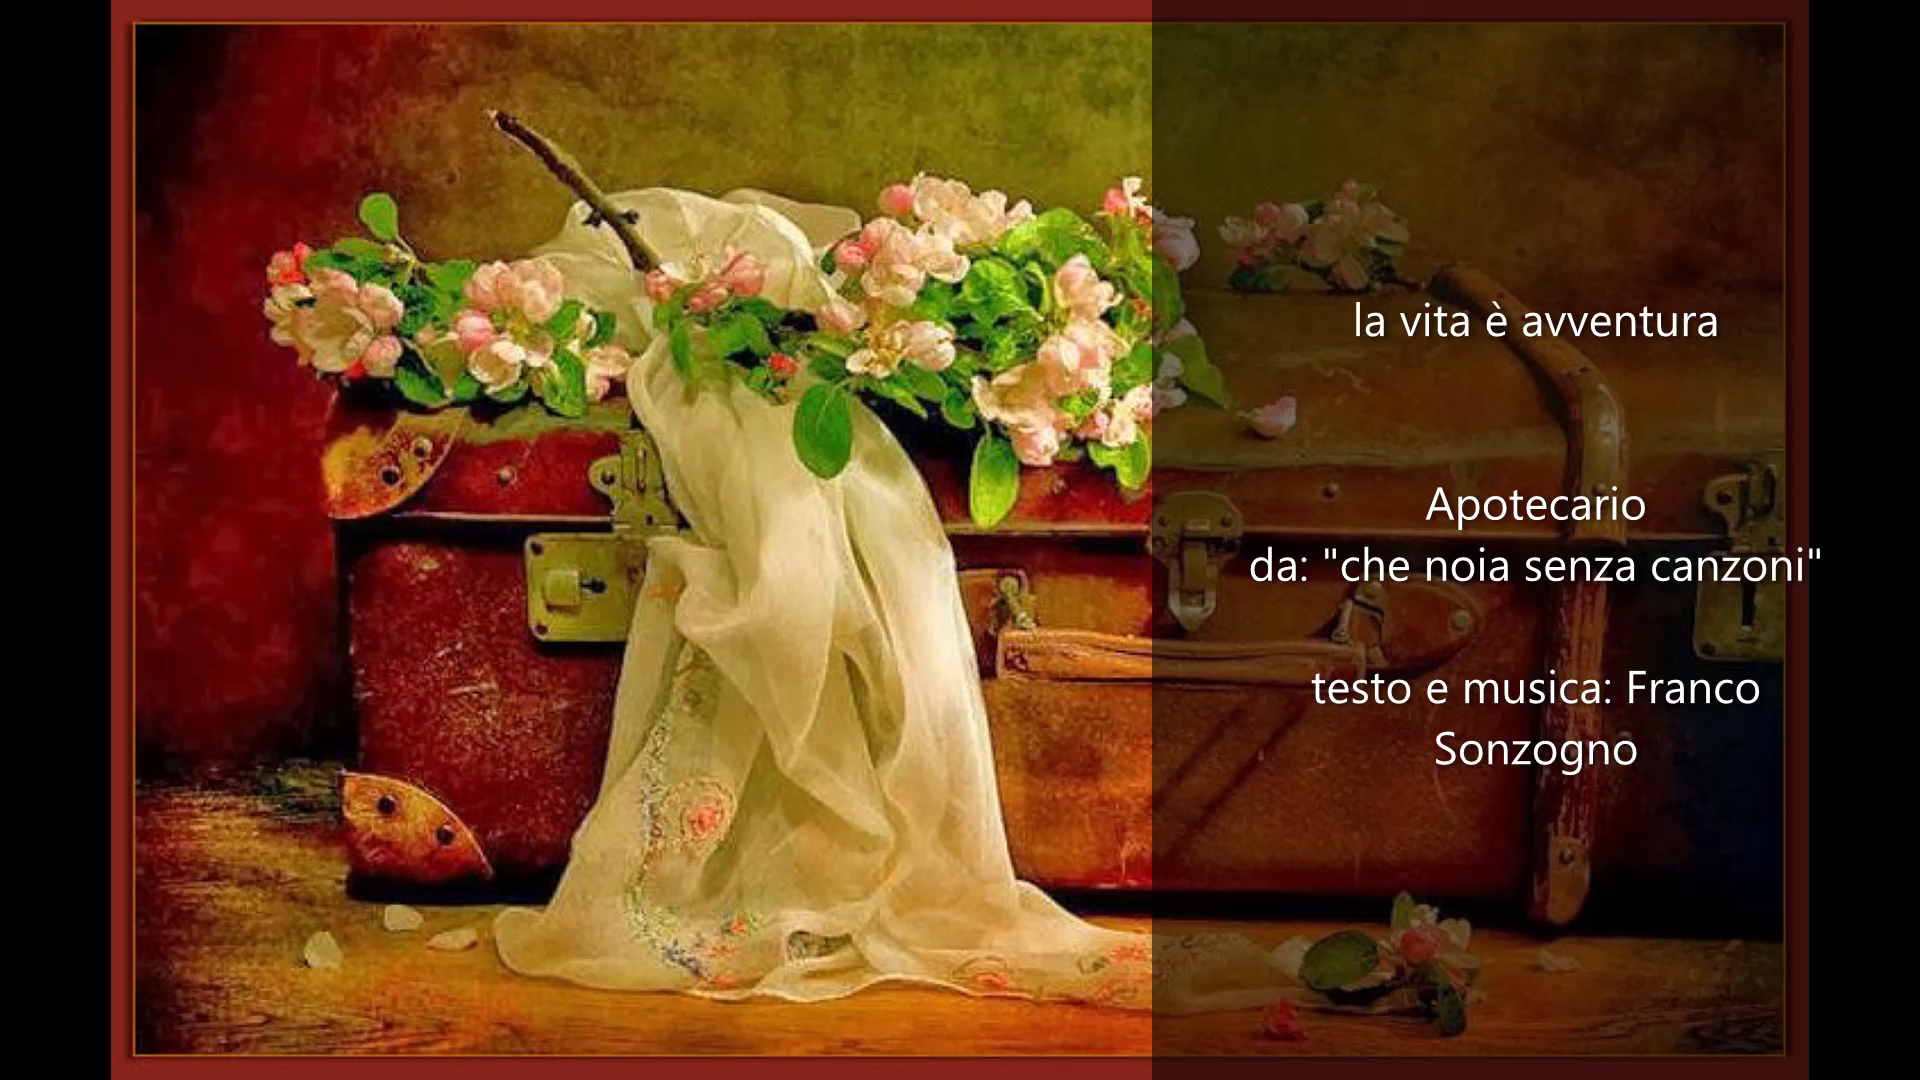 la vita è avventura
Apotecario
da: "che noia senza canzoni"
testo e musica: Franco
Sonzogno